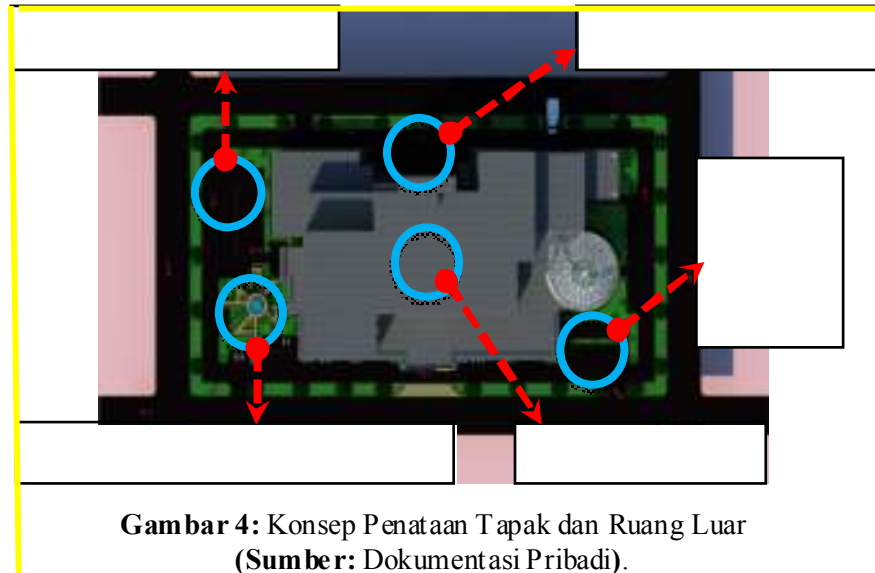 Gambar 4: Konsep Penataan Tapak dan Ruang Luar
(Sumber: Dokumentasi Pribadi).